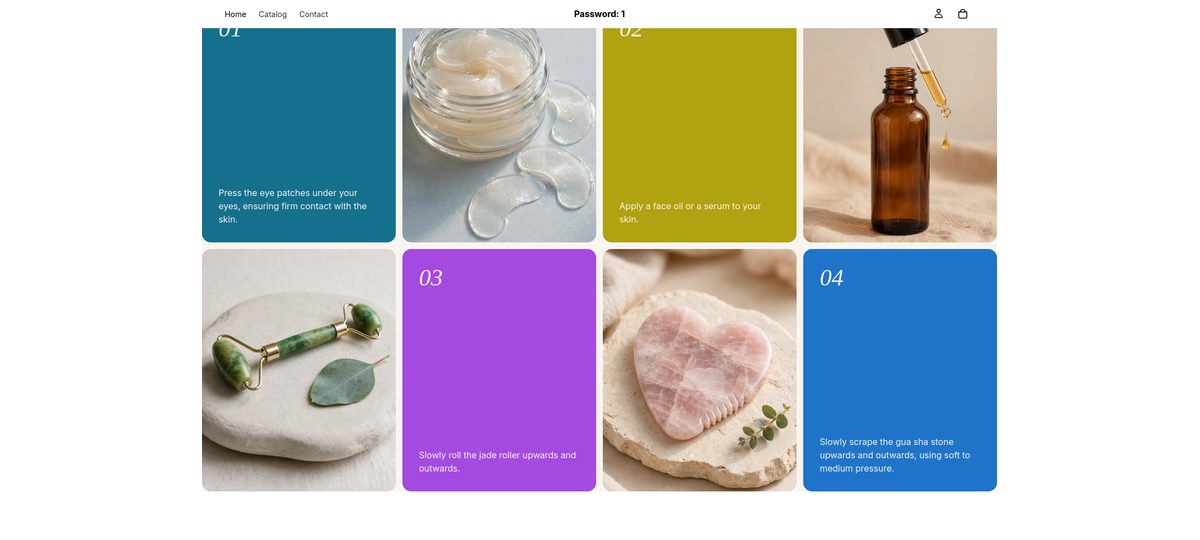 Home Catalog Contact Password: 1
01
02
Press the eye patches under your
eyes, ensuring firm contact with the
skin.
Apply a face oil or a serum to your
skin.
03
Slowly roll the jade roller upwards and
outwards.
04
Slowly scrape the gua sha stone
upwards and outwards, using soft to
medium pressure.